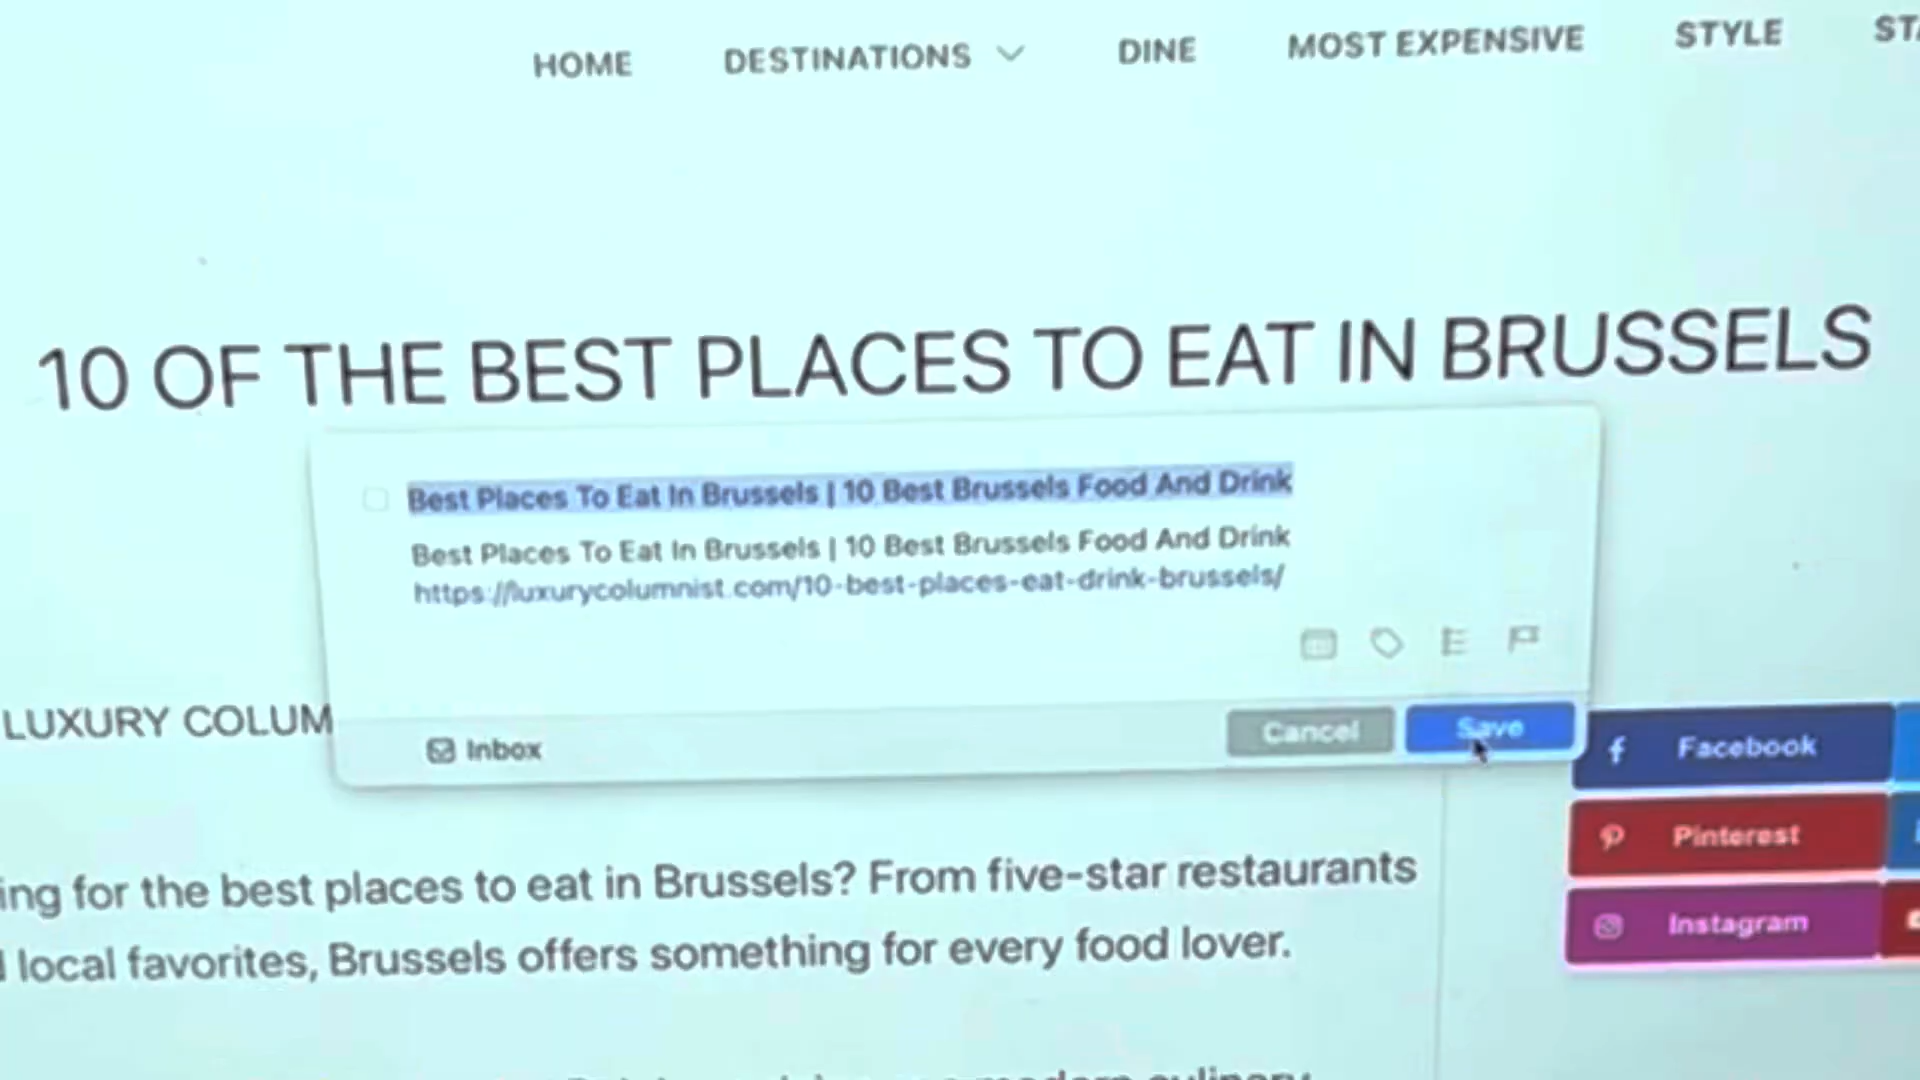 HOME DESTINATIONS DINE MOST EXPENSIVE STYLE
10 OF THE BEST PLACES TO EAT IN BRUSSELS
Best Places To Eat In Brussels | 10 Best Brussels Food And Drink
Best Places To Eat In Brussels | 10 Best Brussels Food And Drink
https://luxurycolumnist.com/10-best-places-eat-drink-brussels/
LUXURY COLUM
Inbox Cancel Save
Facebook
Pinterest
Instagram
ing for the best places to eat in Brussels? From five-star restaurants
local favorites, Brussels offers something for every food lover.